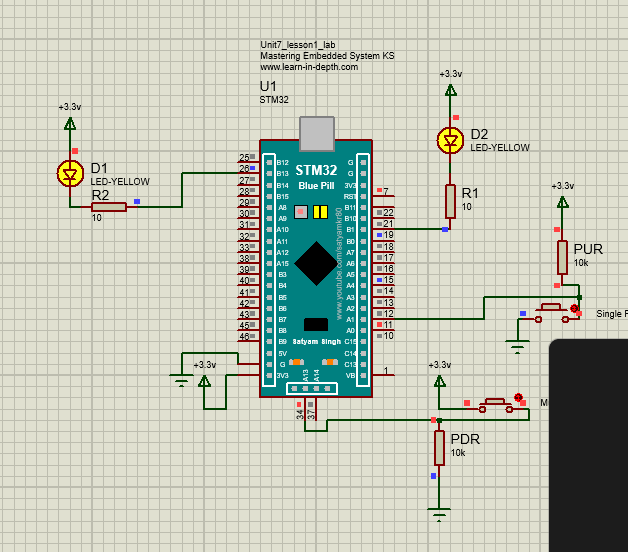 Unit7_lesson1_lab
Mastering Embedded System KS
www.learn-in-depth.com
U1
STM32
+3.3v
D1
LED-YELLOW
R2
10
+3.3v
D2
LED-YELLOW
R1
10
+3.3v
PUR
10k
Single
STM32
Blue Pill
www.youtube.com/satyamkr80
Satyam Singh
25 B12
26 B13
27 B14
28 B15
29 A8
30 A9
31 A10
32 A11
33 A12
38 A15
39 B3
40 B4
41 B5
42 B6
43 B7
45 B8
46 B9
5V
G
3V3
G
G
3V3
RST 7
B11 22
B10 21
B1 19
B0 18
A7 17
A6 16
A5 15
A4 14
A3 13
A2 12
A1 11
A0 10
C15
C14
C13
VB 1
A13 34
A14 37
+3.3v
+3.3v
M
PDR
10k